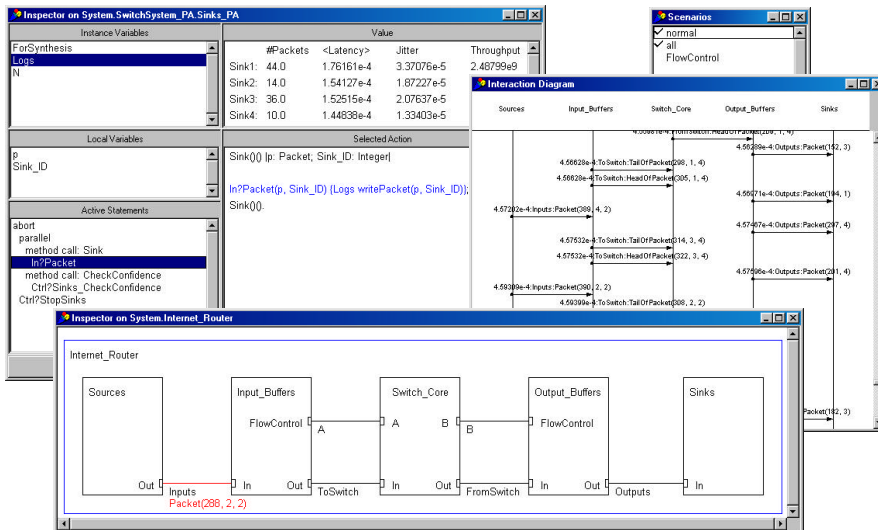 Inspector on System.SwitchSystem_PA.Sinks_PA
Instance Variables
ForSynthesis
Logs
N
Value
#Packets <Latency> Jitter Throughput
Sink1: 44.0 1.76161e-4 3.37076e-5 2.48799e9
Sink2: 14.0 1.54127e-4 1.87227e-5
Sink3: 36.0 1.52515e-4 2.07637e-5
Sink4: 10.0 1.44838e-4 1.33403e-5
Local Variables
p
Sink_ID
Selected Action
Sink()() |p: Packet; Sink_ID: Integer|
In?Packet(p, Sink_ID) {Logs writePacket(p, Sink_ID)};
Sink()().
Active Statements
abort
parallel
method call: Sink
In?Packet
method call: CheckConfidence
Ctrl?Sinks_CheckConfidence
Ctrl?StopSinks
Scenarios
normal
all
FlowControl
Interaction Diagram
Sources Input_Buffers Switch_Core Output_Buffers Sinks
4.56289e-4:Outputs:Packet(152, 3)
4.56628e-4:ToSwitch:TailOfPacket(298, 1, 4)
4.56628e-4:ToSwitch:HeadOfPacket(305, 1, 4)
4.56971e-4:Outputs:Packet(194, 1)
4.57202e-4:Inputs:Packet(389, 4, 2)
4.57467e-4:Outputs:Packet(297, 4)
4.57532e-4:ToSwitch:TailOfPacket(314, 3, 4)
4.57532e-4:ToSwitch:HeadOfPacket(322, 3, 4)
4.57596e-4:Outputs:Packet(201, 4)
4.59309e-4:Inputs:Packet(390, 2, 2)
4.59399e-4:ToSwitch:TailOfPacket(308, 2, 2)
Packet(182, 3)
Inspector on System.Internet_Router
Internet_Router
Sources Input_Buffers Switch_Core Output_Buffers Sinks
FlowControl A A B B FlowControl
Out Inputs In Out ToSwitch In Out FromSwitch In Out Outputs In
Packet(288, 2, 2)